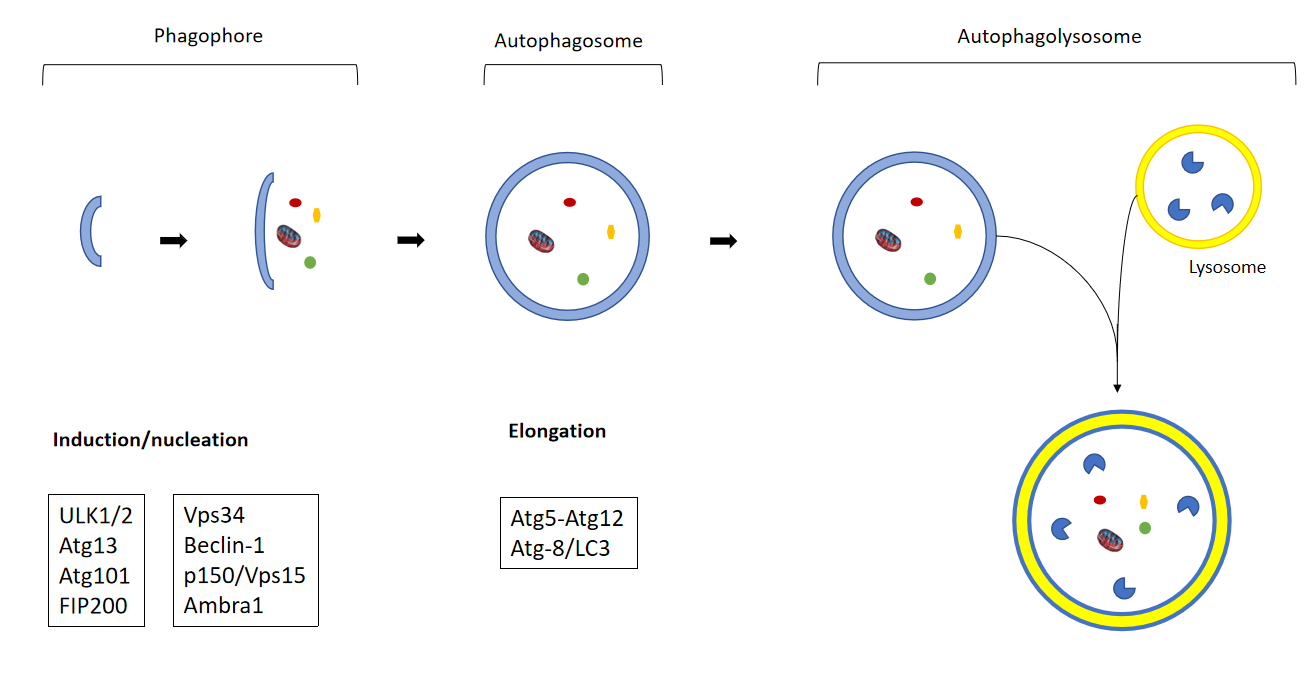 Phagophore
Autophagosome
Autophagolysosome
Lysosome
Induction/nucleation
ULK1/2
Atg13
Atg101
FIP200
Vps34
Beclin-1
p150/Vps15
Ambra1
Elongation
Atg5-Atg12
Atg-8/LC3